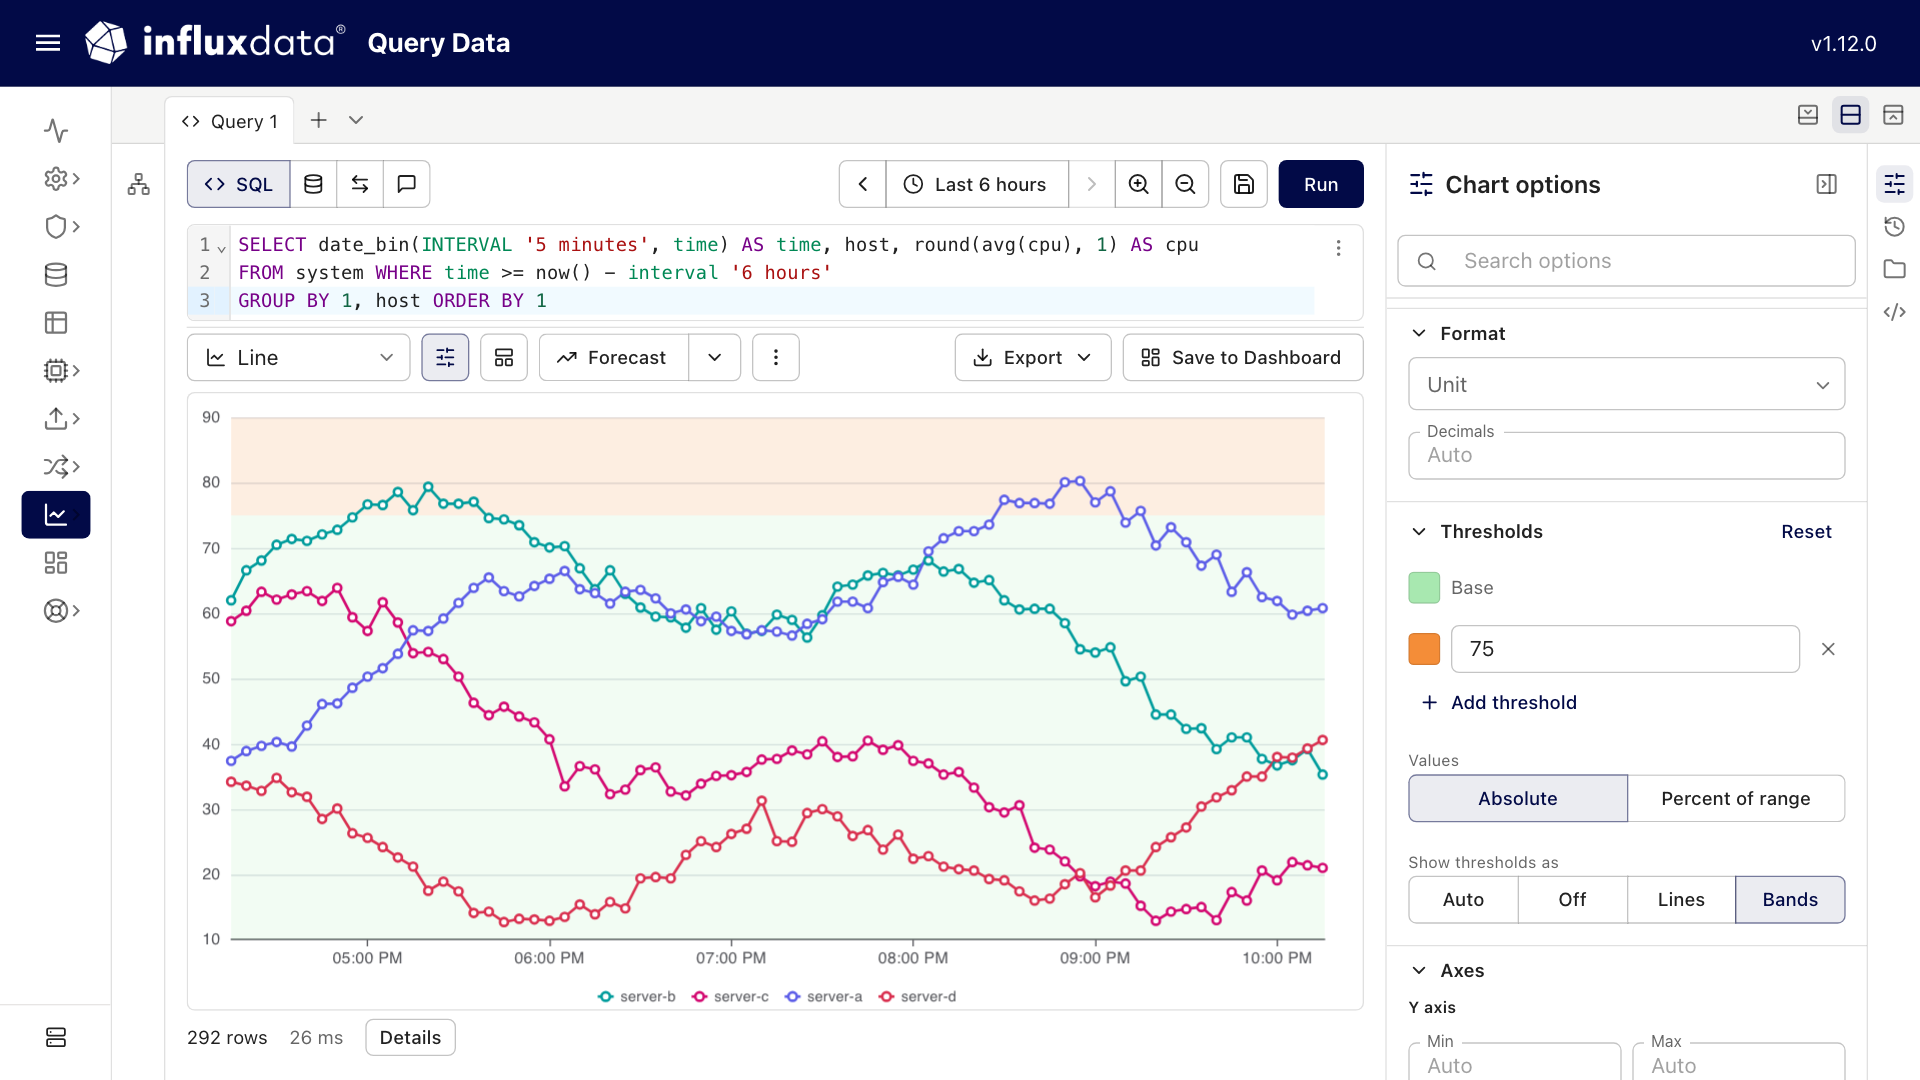 influxdata® Query Data
v1.12.0
Query 1
SQL
Last 6 hours
Run
1 SELECT date_bin(INTERVAL '5 minutes', time) AS time, host, round(avg(cpu), 1) AS cpu
2 FROM system WHERE time >= now() - interval '6 hours'
3 GROUP BY 1, host ORDER BY 1
Line
Forecast
Export
Save to Dashboard
90
80
70
60
50
40
30
20
10
05:00 PM 06:00 PM 07:00 PM 08:00 PM 09:00 PM 10:00 PM
server-b server-c server-a server-d
292 rows 26 ms Details
Chart options
Search options
Format
Unit
Decimals
Auto
Thresholds Reset
Base
75
Add threshold
Values
Absolute Percent of range
Show thresholds as
Auto Off Lines Bands
Axes
Y axis
Min Max
Auto Auto